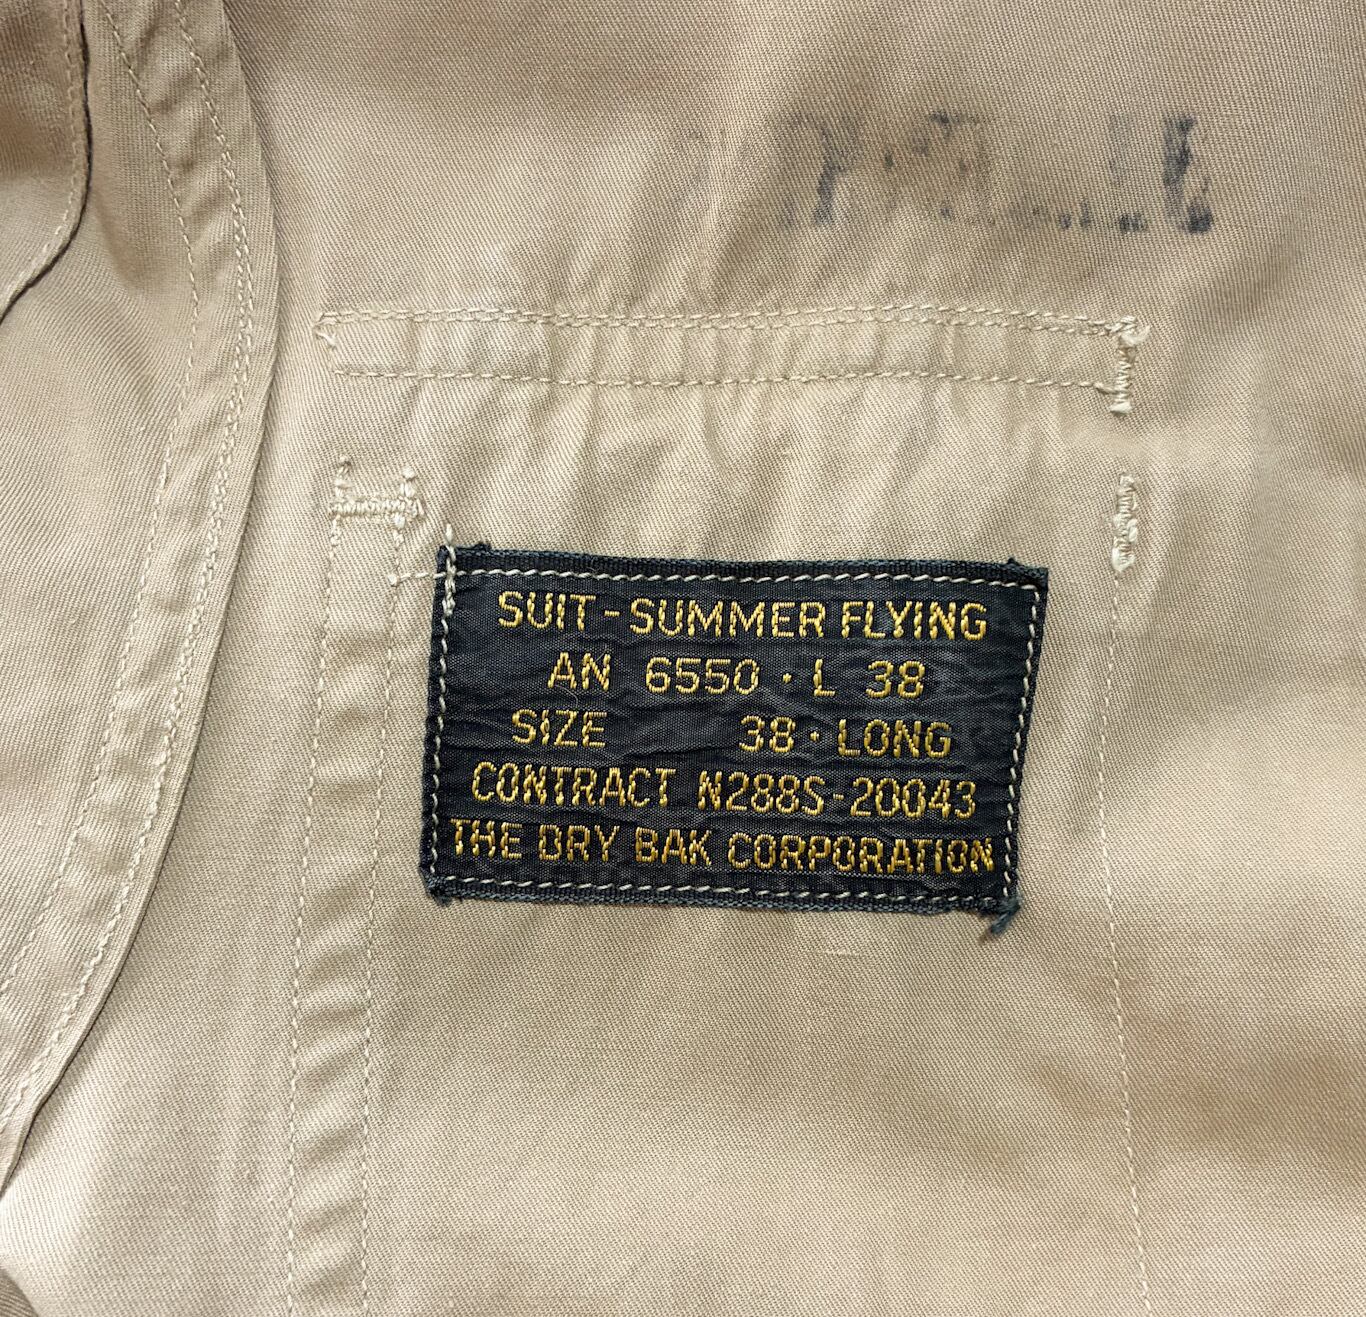 SUIT-SUMMER FLYING
AN 6550 · L 38
SIZE 38·LONG
CONTRACT N288S-20043
THE DRY BAK CORPORATION